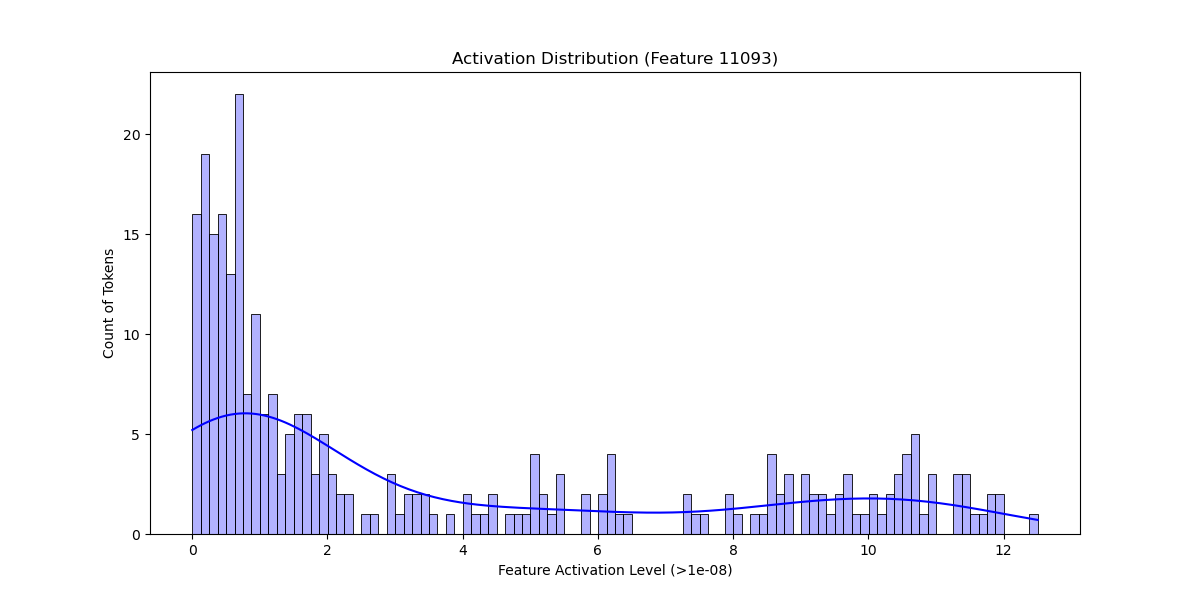 Activation Distribution (Feature 11093)
Count of Tokens
20
15
10
5
0
0 2 4 6 8 10 12
Feature Activation Level (>1e-08)